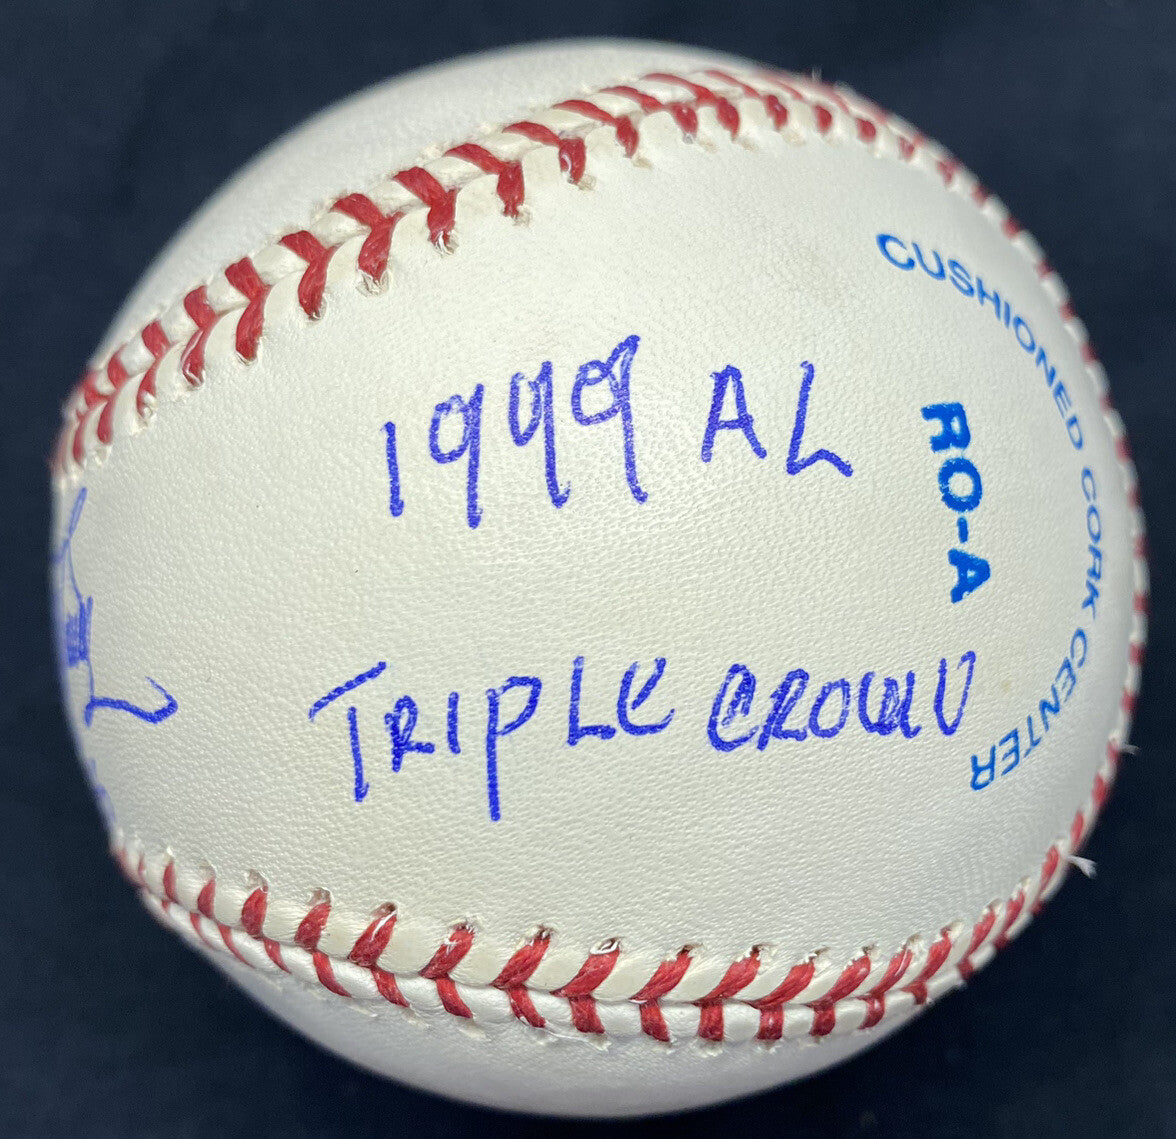 1999 AL
TRIPLE CROWN
RO-A
CUSHIONED CORK CENTER